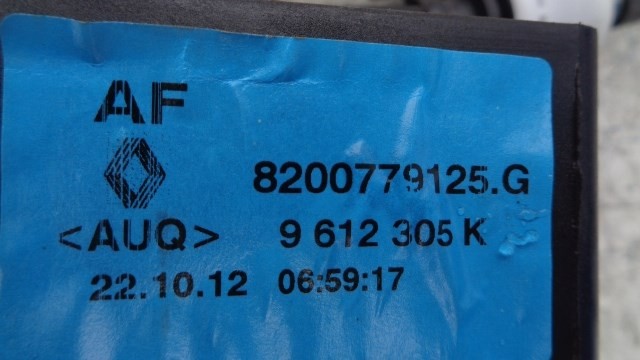 AF
8200779125.G
<AUQ> 9 612 305 K
22.10.12 06:59:17